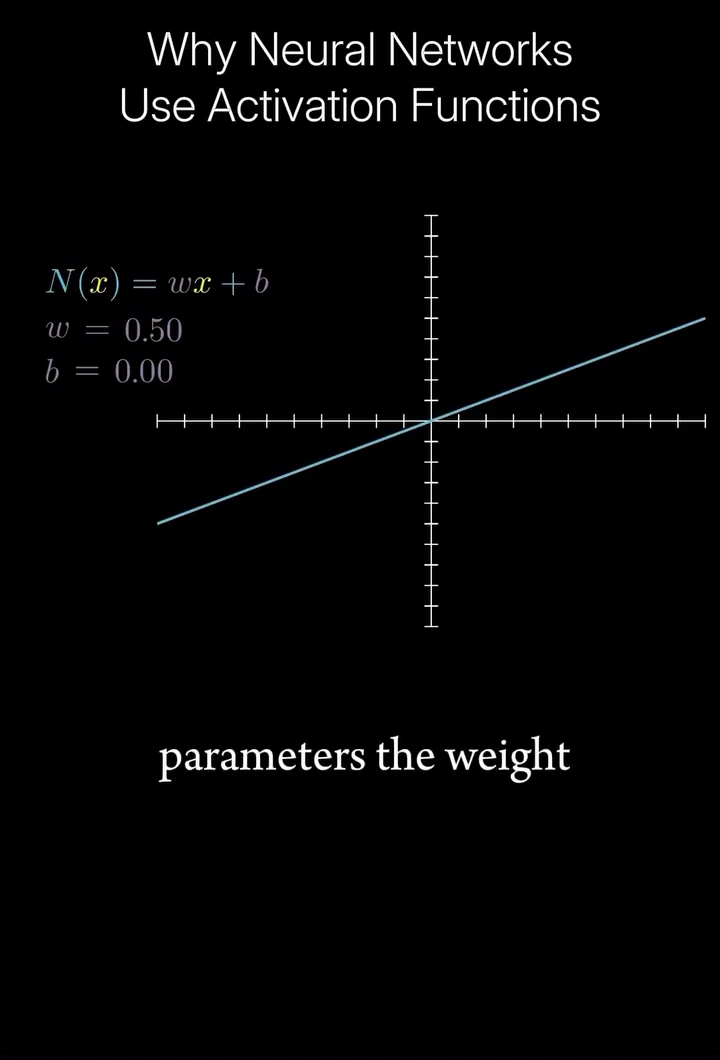 Why Neural Networks
Use Activation Functions
N(x) = wx + b
w = 0.50
b = 0.00
parameters the weight